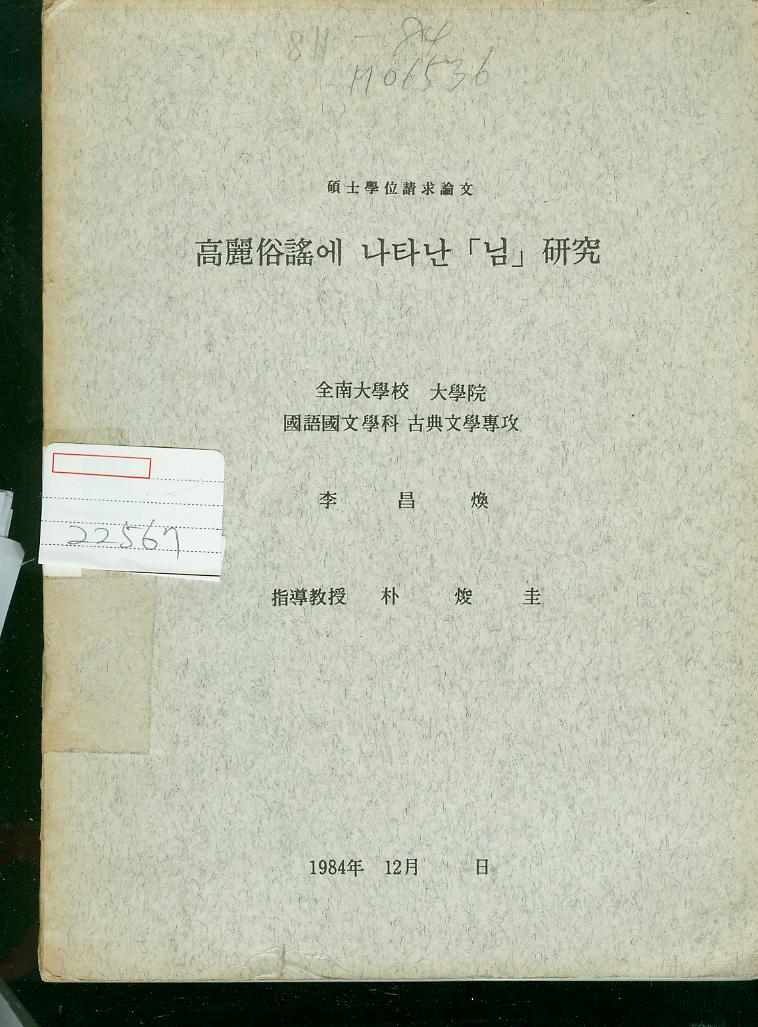 811-84
M06536
碩士學位請求論文
高麗俗謠에 나타난 「님」 硏究
全南大學校 大學院
國語國文學科 古典文學專攻
李 昌 煥
22567
指導教授 朴 焌 圭
1984年 12月 日